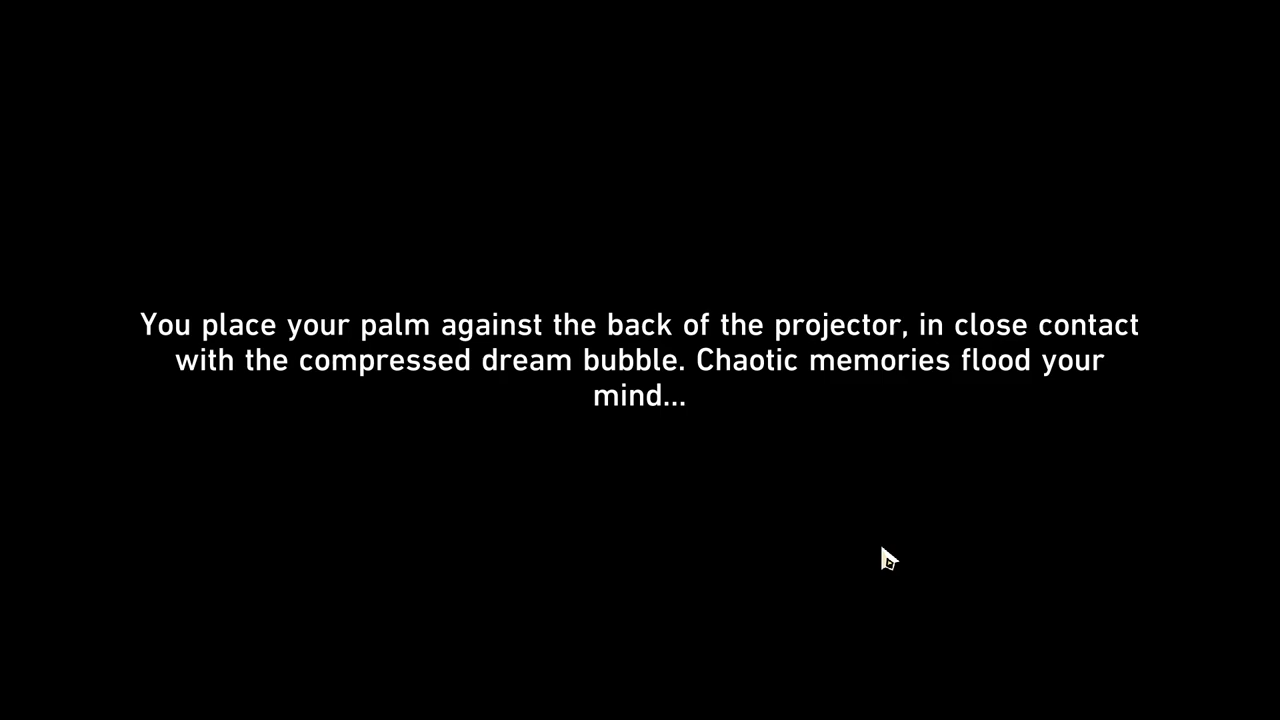 You place your palm against the back of the projector, in close contact
with the compressed dream bubble. Chaotic memories flood your
mind...